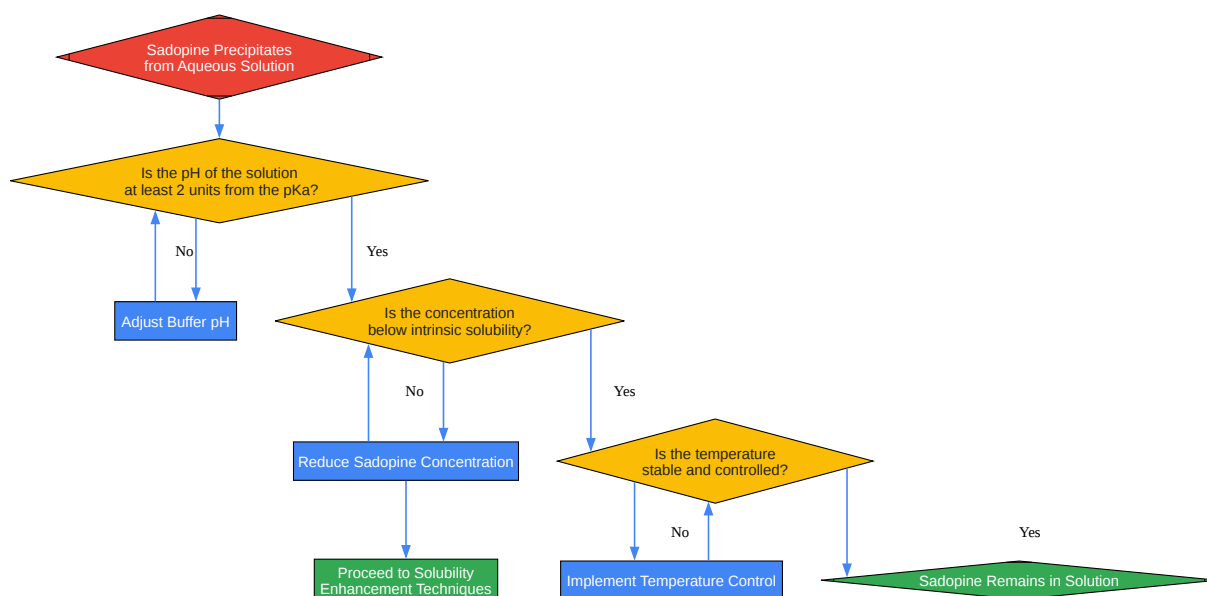 Sadopine Precipitates
from Aqueous Solution
Is the pH of the solution
at least 2 units from the pKa?
No
Yes
Adjust Buffer pH
Is the concentration
below intrinsic solubility?
No
Yes
Reduce Sadopine Concentration
Is the temperature
stable and controlled?
No
Yes
Proceed to Solubility
Enhancement Techniques
Implement Temperature Control
Sadopine Remains in Solution